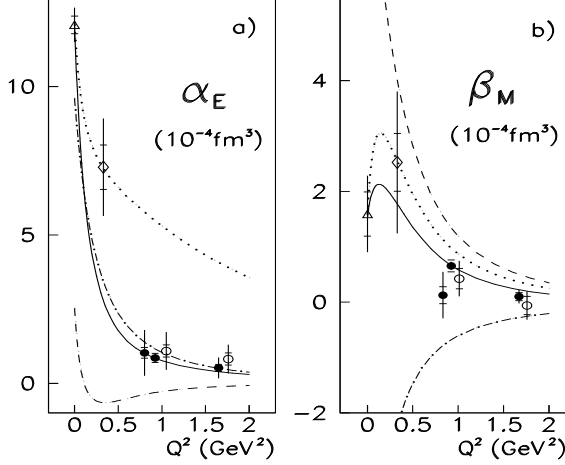 a)
α_E
(10⁻⁴fm³)
10
5
0
0 0.5 1 1.5 2
Q² (GeV²)
b)
β_M
(10⁻⁴fm³)
4
2
0
-2
0 0.5 1 1.5 2
Q² (GeV²)